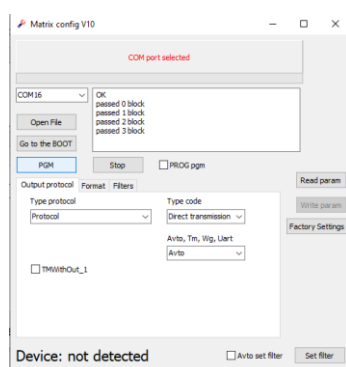 Matrix config V10
COM port selected
COM16
OK
passed 0 block
passed 1 block
passed 2 block
passed 3 block
Open File
Go to the BOOT
PGM
Stop
PROG pgm
Read param
Output protocol Format Filters
Write param
Type protocol
Type code
Protocol
Direct transmission
Factory Settings
Avto, Tm, Wg, Uart
Avto
TMWithOut_1
Device: not detected
Avto set filter
Set filter